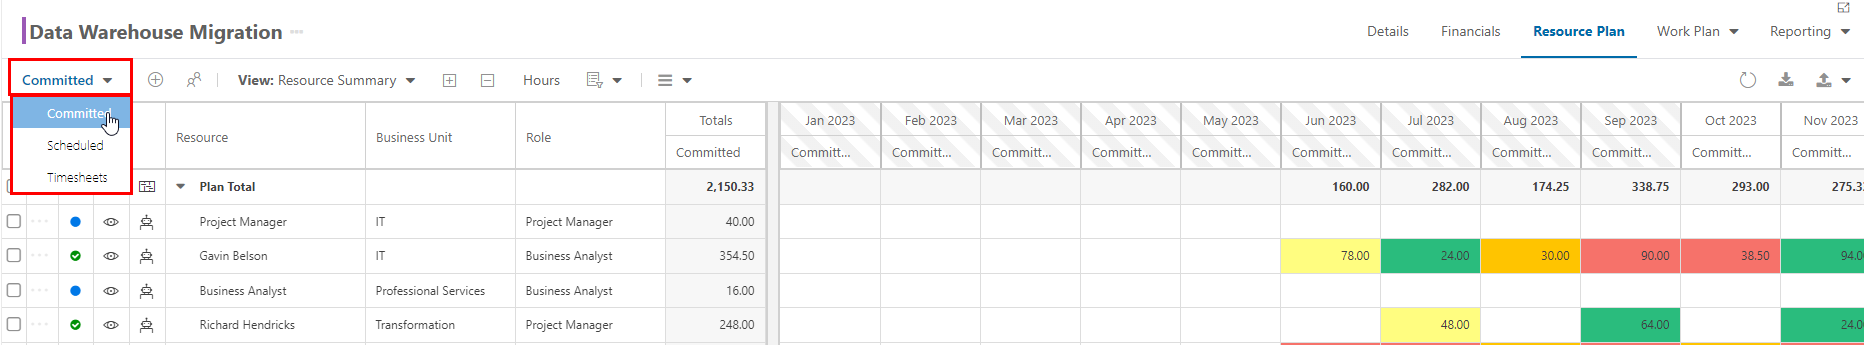 Data Warehouse Migration
Details Financials Resource Plan Work Plan Reporting
Committed View: Resource Summary Hours
Committed
Scheduled
Timesheets
Resource Business Unit Role Totals Jan 2023 Feb 2023 Mar 2023 Apr 2023 May 2023 Jun 2023 Jul 2023 Aug 2023 Sep 2023 Oct 2023 Nov 2023
Committed Committ... Committ... Committ... Committ... Committ... Committ... Committ... Committ... Committ... Committ... Committ...
Plan Total 2,150.33 160.00 282.00 174.25 338.75 293.00 275.3
Project Manager IT Project Manager 40.00
Gavin Belson IT Business Analyst 354.50 78.00 24.00 30.00 90.00 38.50 94.0
Business Analyst Professional Services Business Analyst 16.00
Richard Hendricks Transformation Project Manager 248.00 48.00 64.00 24.0